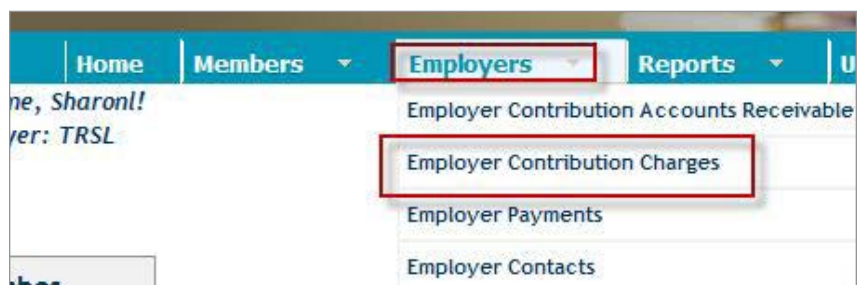 Home Members Employers Reports U
ne, Sharonl!
yer: TRSL
Employer Contribution Accounts Receivable
Employer Contribution Charges
Employer Payments
Employer Contacts